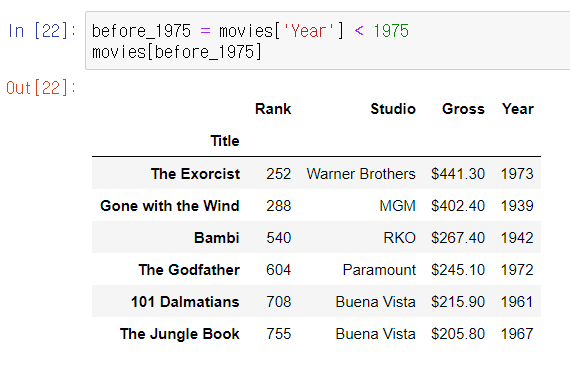 In [22]: before_1975 = movies['Year'] < 1975
movies[before_1975]
Out[22]:
Rank Studio Gross Year
Title
The Exorcist 252 Warner Brothers $441.30 1973
Gone with the Wind 288 MGM $402.40 1939
Bambi 540 RKO $267.40 1942
The Godfather 604 Paramount $245.10 1972
101 Dalmatians 708 Buena Vista $215.90 1961
The Jungle Book 755 Buena Vista $205.80 1967